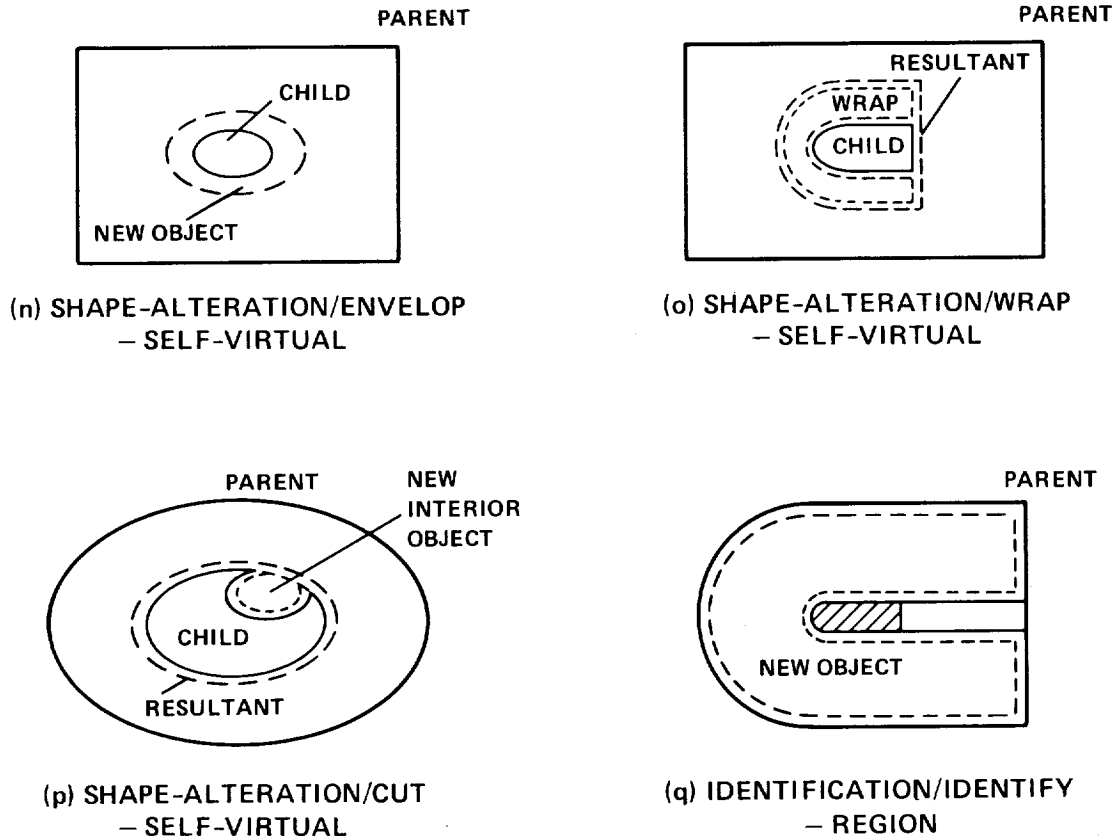 PARENT
CHILD
NEW OBJECT
(n) SHAPE-ALTERATION/ENVELOP
– SELF-VIRTUAL
PARENT
RESULTANT
WRAP
CHILD
(o) SHAPE-ALTERATION/WRAP
– SELF-VIRTUAL
PARENT
NEW
INTERIOR
OBJECT
CHILD
RESULTANT
(p) SHAPE-ALTERATION/CUT
– SELF-VIRTUAL
PARENT
NEW OBJECT
(q) IDENTIFICATION/IDENTIFY
– REGION